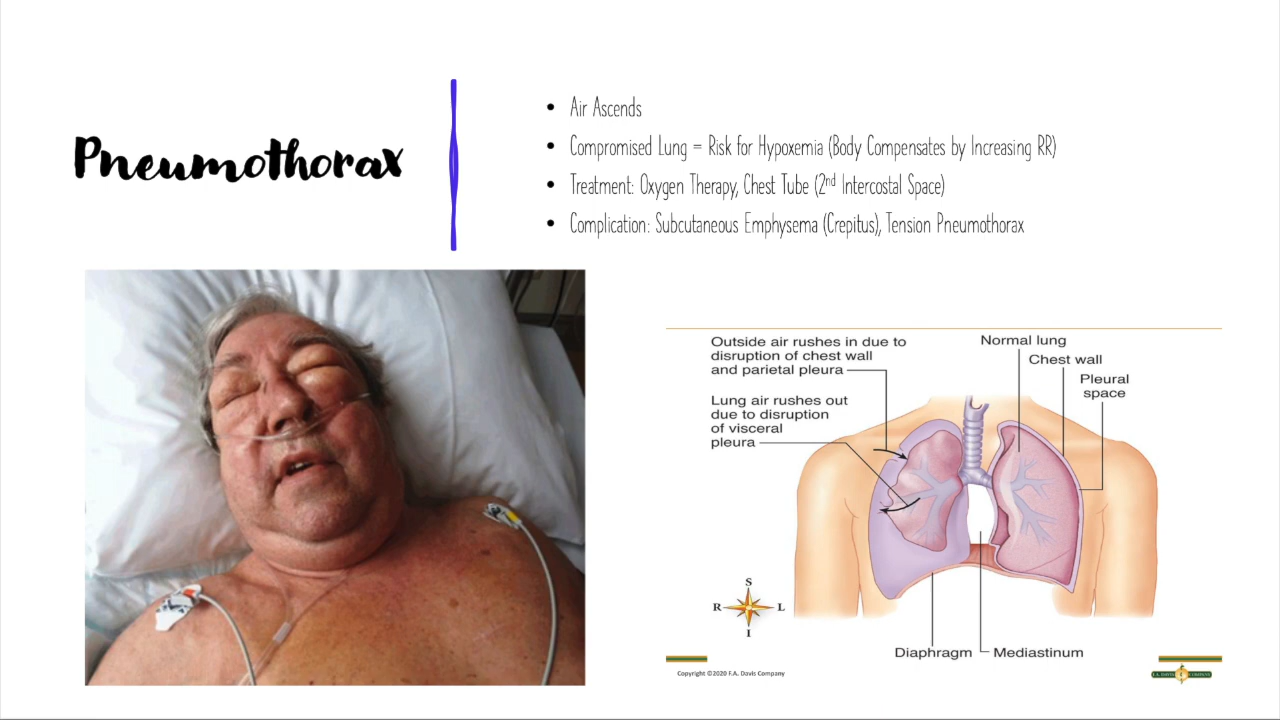 Pneumothorax
• Air Ascends
• Compromised Lung = Risk for Hypoxemia (Body Compensates by Increasing RR)
• Treatment: Oxygen Therapy, Chest Tube (2nd Intercostal Space)
• Complication: Subcutaneous Emphysema (Crepitus), Tension Pneumothorax
Outside air rushes in due to
disruption of chest wall
and parietal pleura
Lung air rushes out
due to disruption
of visceral
pleura
Normal lung
Chest wall
Pleural
space
S
R L
I
Diaphragm
Mediastinum
Copyright ©2020 F.A. Davis Company
F.A. DAVIS COMPANY